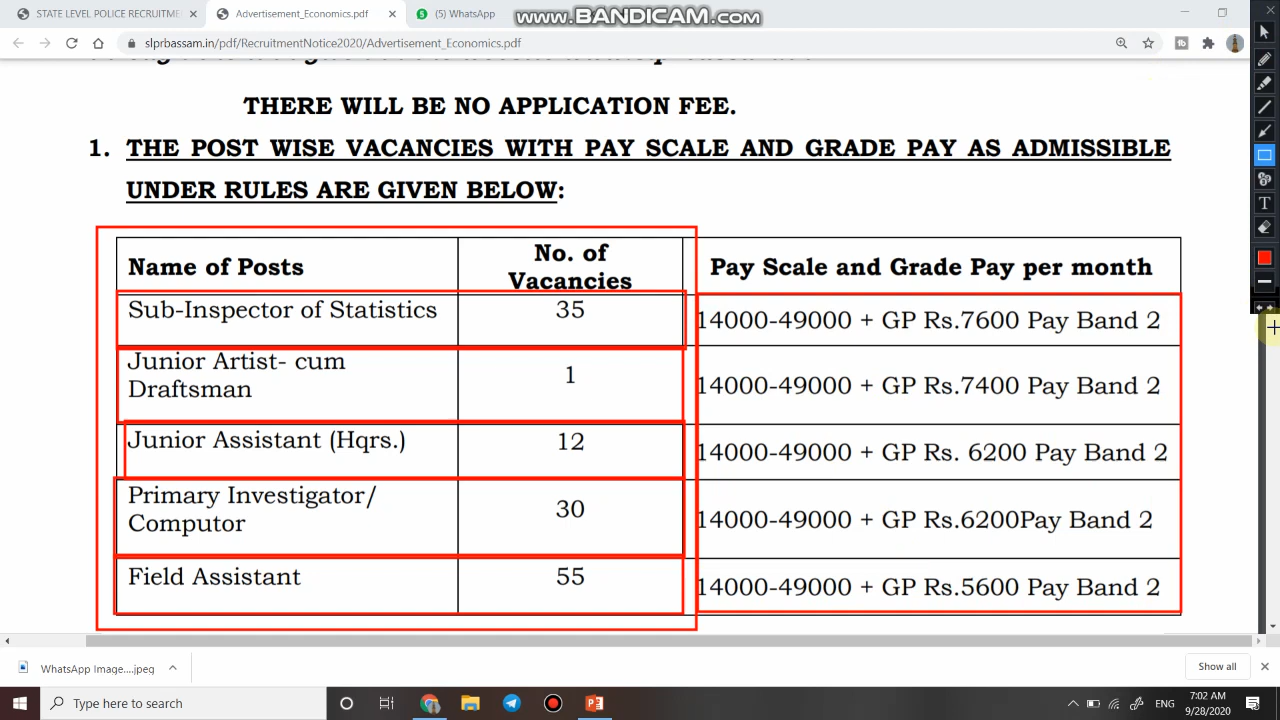 STATE LEVEL POLICE RECRUITME
Advertisement_Economics.pdf
(5) WhatsApp
www.BANDICAM.com
slprbassam.in/pdf/RecruitmentNotice2020/Advertisement_Economics.pdf
THERE WILL BE NO APPLICATION FEE.
1. THE POST WISE VACANCIES WITH PAY SCALE AND GRADE PAY AS ADMISSIBLE
UNDER RULES ARE GIVEN BELOW:
Name of Posts
No. of
Vacancies
Pay Scale and Grade Pay per month
Sub-Inspector of Statistics
35
14000-49000 + GP Rs.7600 Pay Band 2
Junior Artist- cum
Draftsman
1
14000-49000 + GP Rs.7400 Pay Band 2
Junior Assistant (Hqrs.)
12
14000-49000 + GP Rs. 6200 Pay Band 2
Primary Investigator/
Computor
30
14000-49000 + GP Rs.6200Pay Band 2
Field Assistant
55
14000-49000 + GP Rs.5600 Pay Band 2
WhatsApp Image....jpeg
Show all
Type here to search
ENG
7:02 AM
9/28/2020